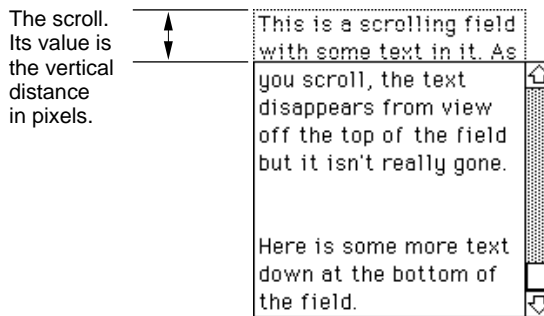 The scroll.
Its value is
the vertical
distance
in pixels.
This is a scrolling field
with some text in it. As
you scroll, the text
disappears from view
off the top of the field
but it isn't really gone.
Here is some more text
down at the bottom of
the field.